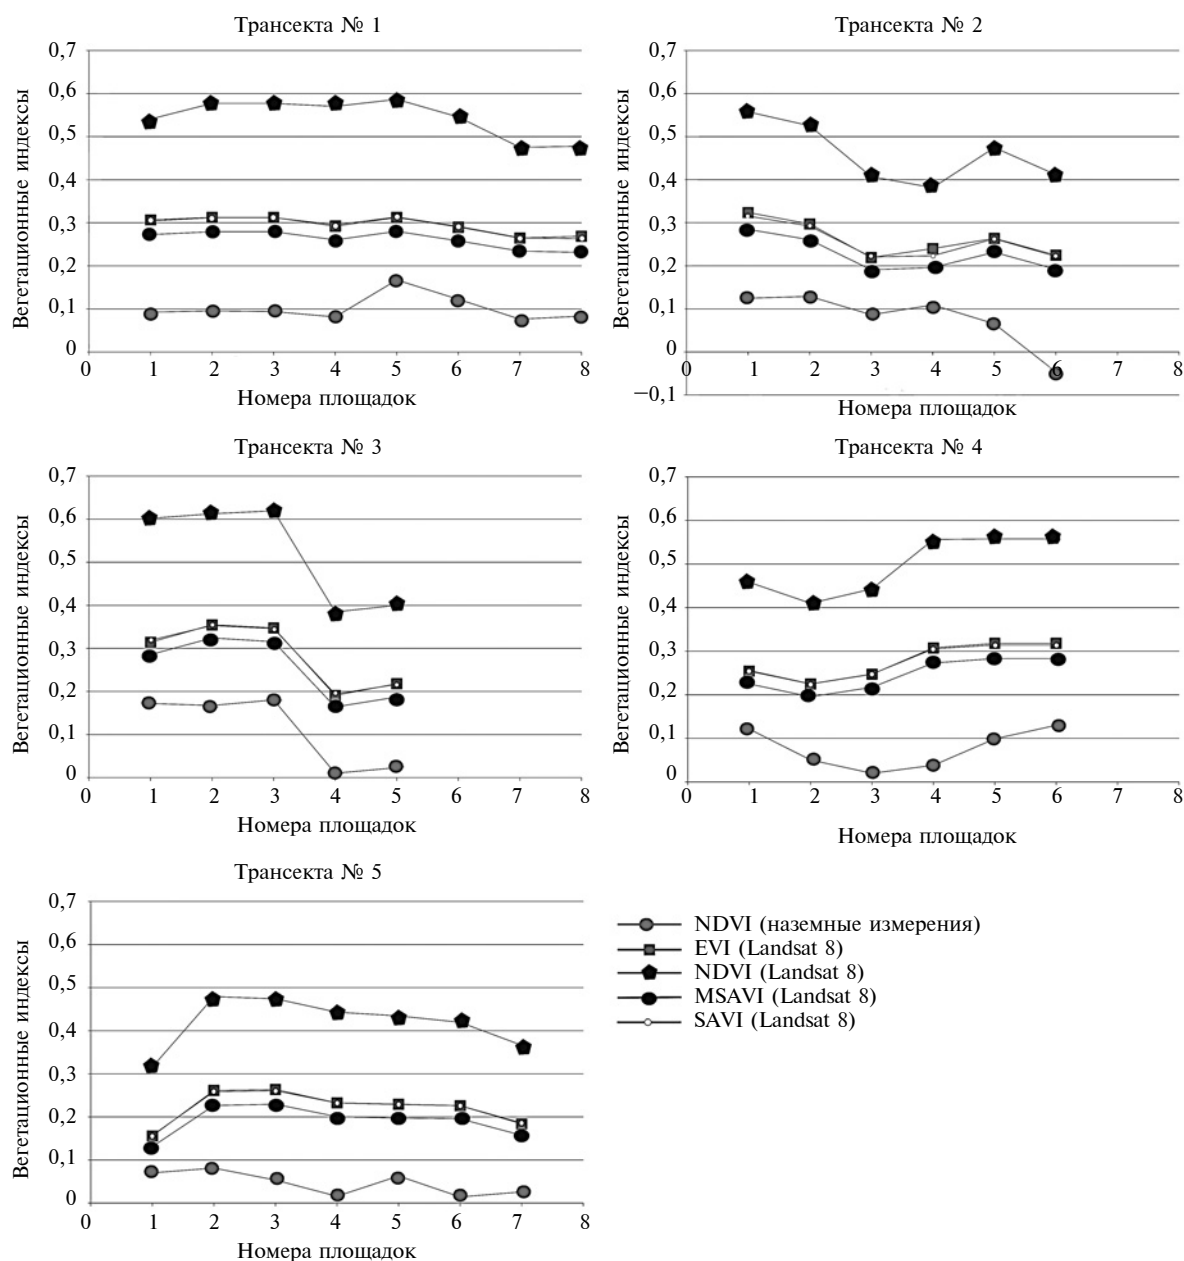 Трансекта № 1
Вегетационные индексы
0,7
0,6
0,5
0,4
0,3
0,2
0,1
0
0 1 2 3 4 5 6 7 8
Номера площадок
Трансекта № 2
Вегетационные индексы
0,7
0,6
0,5
0,4
0,3
0,2
0,1
0
−0,1
0 1 2 3 4 5 6 7 8
Номера площадок
Трансекта № 3
Вегетационные индексы
0,7
0,6
0,5
0,4
0,3
0,2
0,1
0
0 1 2 3 4 5 6 7 8
Номера площадок
Трансекта № 4
Вегетационные индексы
0,7
0,6
0,5
0,4
0,3
0,2
0,1
0
0 1 2 3 4 5 6 7 8
Номера площадок
Трансекта № 5
Вегетационные индексы
0,7
0,6
0,5
0,4
0,3
0,2
0,1
0
0 1 2 3 4 5 6 7 8
Номера площадок
NDVI (наземные измерения)
EVI (Landsat 8)
NDVI (Landsat 8)
MSAVI (Landsat 8)
SAVI (Landsat 8)